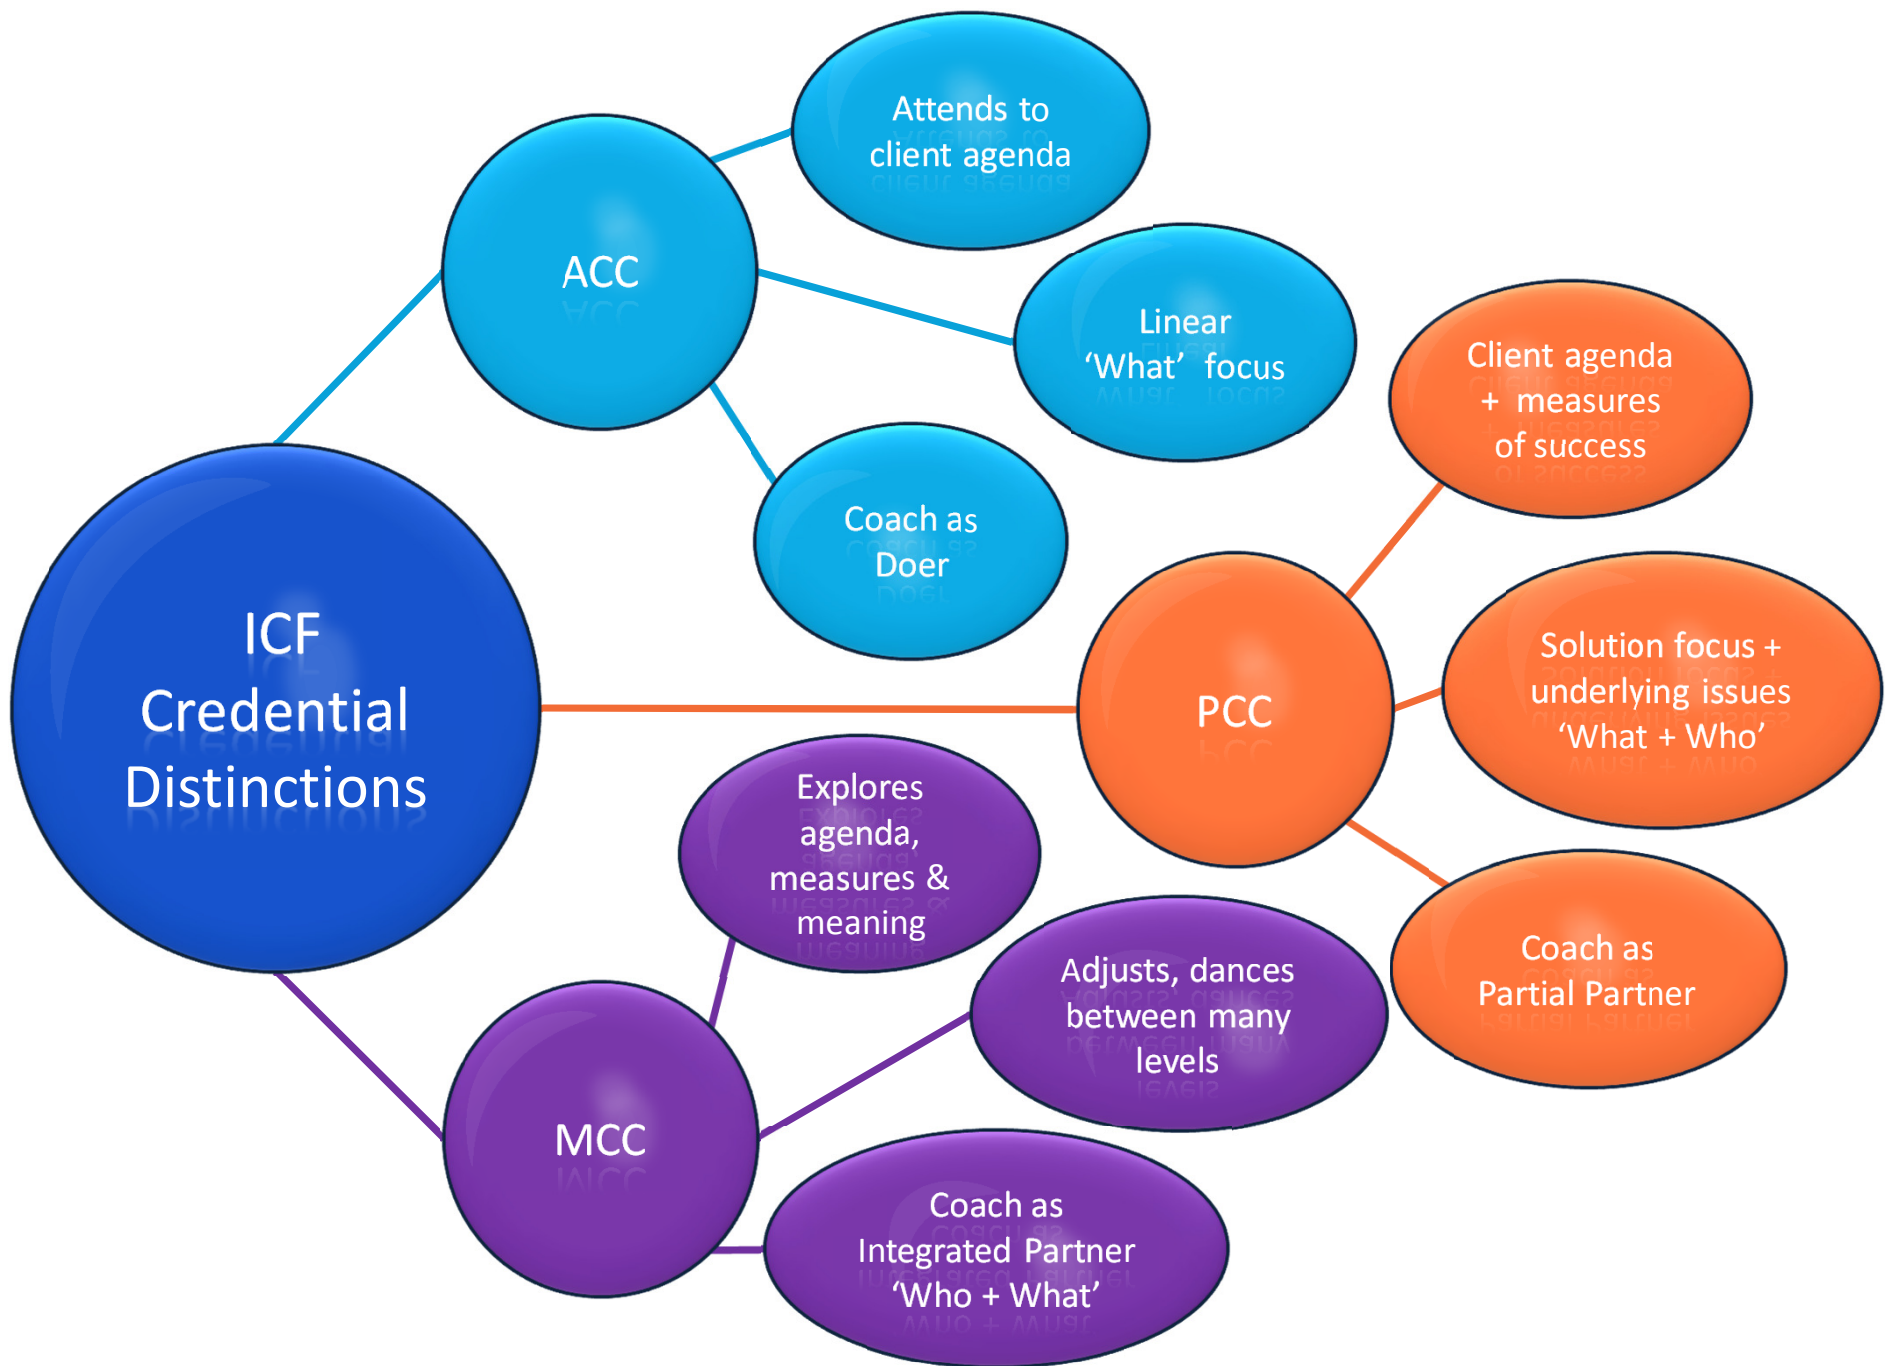 ICF
Credential
Distinctions
ACC
Attends to
client agenda
Linear
‘What’ focus
Coach as
Doer
PCC
Client agenda
+ measures
of success
Solution focus +
underlying issues
‘What + Who’
Coach as
Partial Partner
MCC
Explores
agenda,
measures &
meaning
Adjusts, dances
between many
levels
Coach as
Integrated Partner
‘Who + What’